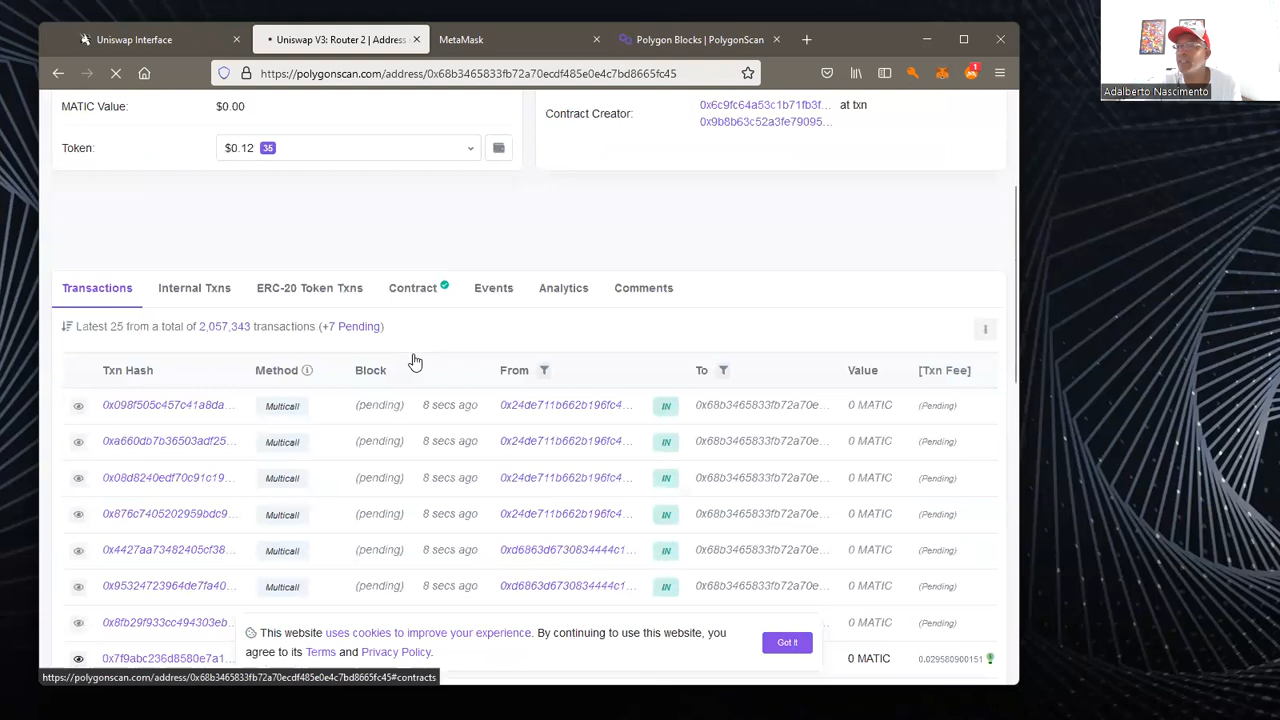 Uniswap Interface
Uniswap V3: Router 2 | Address
MetaMask
Polygon Blocks | PolygonScan
https://polygonscan.com/address/0x68b3465833fb72a70ecdf485e0e4c7bd8665fc45
1
Adalberto Nascimento
MATIC Value:
$0.00
Contract Creator:
0x6c9fc64a53c1b71fb3f... at txn
0x9b8b63c52a3fe79095...
Token:
$0.12 35
Transactions
Internal Txns
ERC-20 Token Txns
Contract
Events
Analytics
Comments
Latest 25 from a total of 2,057,343 transactions (+7 Pending)
Txn Hash Method Block From To Value [Txn Fee]
0x098f505c457c41a8da... Multicall (pending) 8 secs ago 0x24de711b662b196fc4... IN 0x68b3465833fb72a70e... 0 MATIC (Pending)
0xa660db7b36503adf25... Multicall (pending) 8 secs ago 0x24de711b662b196fc4... IN 0x68b3465833fb72a70e... 0 MATIC (Pending)
0x08d8240edf70c91c19... Multicall (pending) 8 secs ago 0x24de711b662b196fc4... IN 0x68b3465833fb72a70e... 0 MATIC (Pending)
0x876c7405202959bdc9... Multicall (pending) 8 secs ago 0x24de711b662b196fc4... IN 0x68b3465833fb72a70e... 0 MATIC (Pending)
0x4427aa73482405cf38... Multicall (pending) 8 secs ago 0xd6863d6730834444c1... IN 0x68b3465833fb72a70e... 0 MATIC (Pending)
0x95324723964de7fa40... Multicall (pending) 8 secs ago 0xd6863d6730834444c1... IN 0x68b3465833fb72a70e... 0 MATIC (Pending)
0x8fb29f933cc494303eb... 0 MATIC (Pending)
This website uses cookies to improve your experience. By continuing to use this website, you
agree to its Terms and Privacy Policy.
Got It
0x7f9abc236d8580e7a1... 0 MATIC 0.029580900151
https://polygonscan.com/address/0x68b3465833fb72a70ecdf485e0e4c7bd8665fc45#contracts